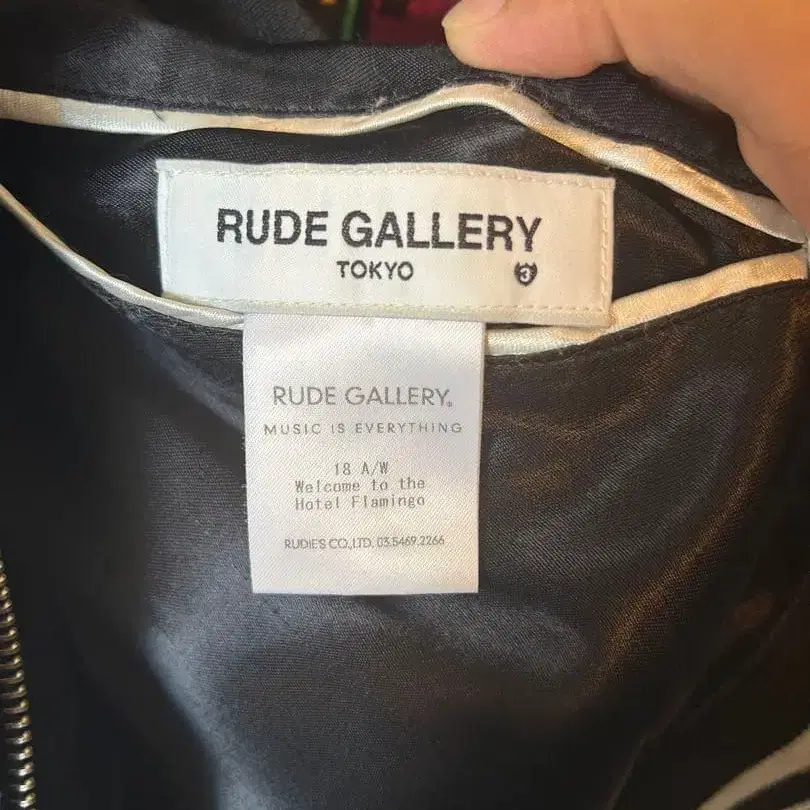 RUDE GALLERY
TOKYO 3
RUDE GALLERY®
MUSIC IS EVERYTHING
18 A/W
Welcome to the
Hotel Flamingo
RUDIE'S CO.,LTD. 03.5469.2266